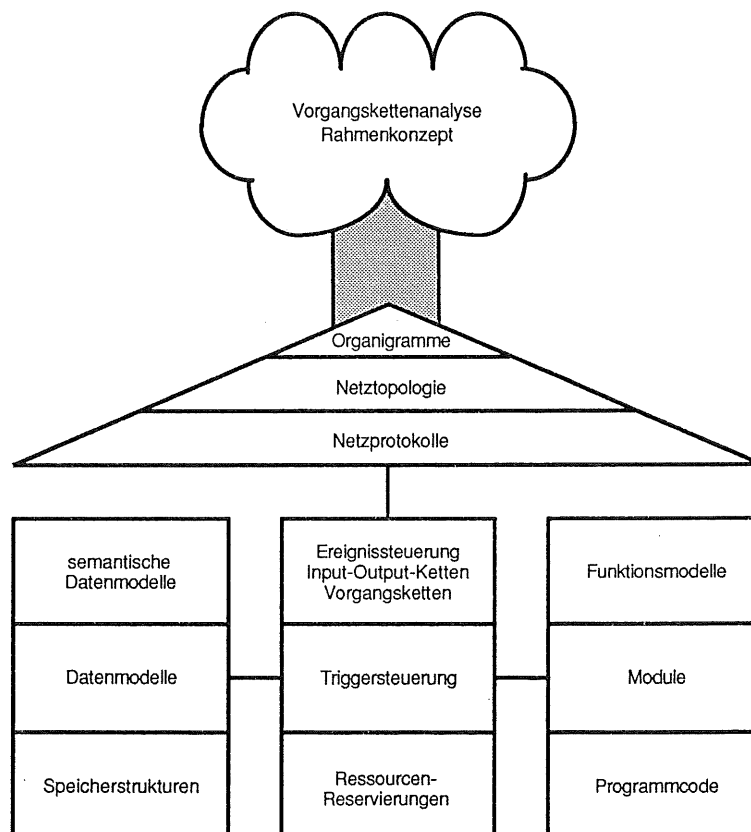 Vorgangskettenanalyse
Rahmenkonzept
Organigramme
Netztopologie
Netzprotokolle
semantische
Datenmodelle
Ereignissteuerung
Input-Output-Ketten
Vorgangsketten
Funktionsmodelle
Datenmodelle
Triggersteuerung
Module
Speicherstrukturen
Ressourcen-
Reservierungen
Programmcode